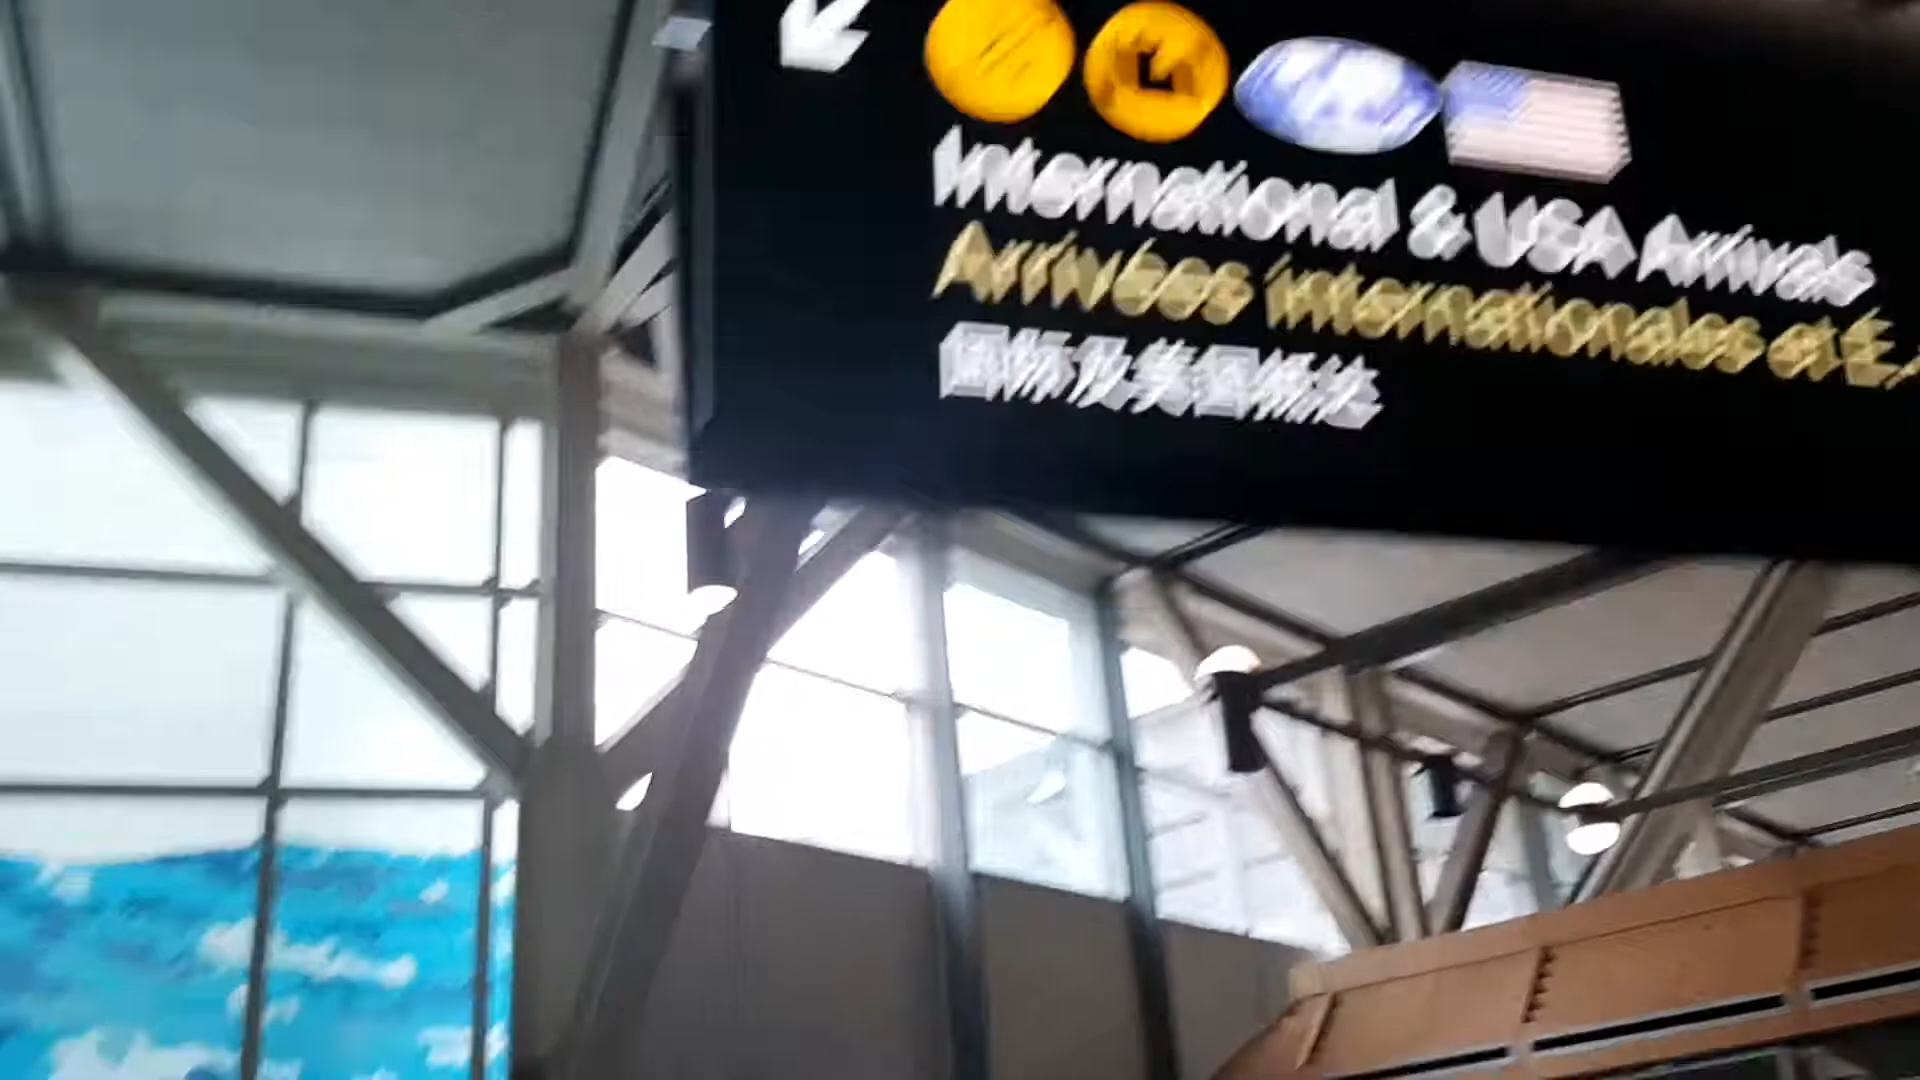 International & USA Arrivals
Arrivées internationales et É.
国际及美国抵达